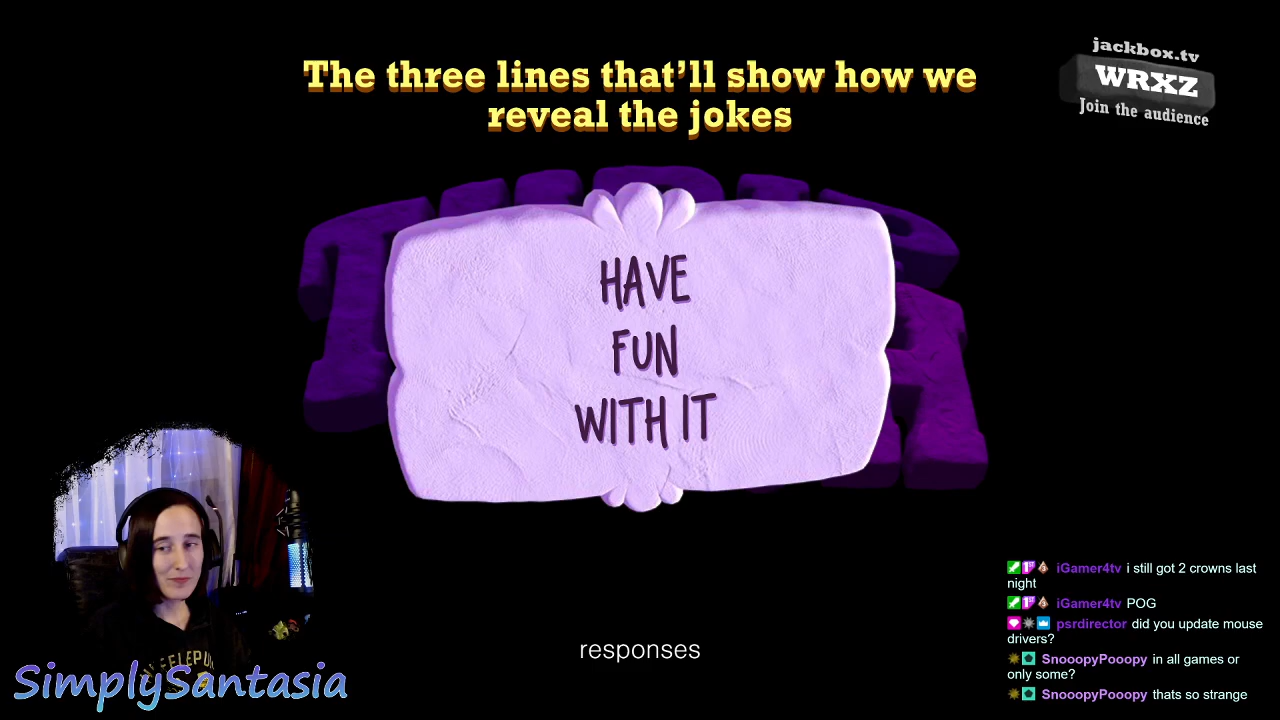 The three lines that'll show how we
reveal the jokes
jackbox.tv
WRXZ
Join the audience
HAVE
FUN
WITH IT
responses
SimplySantasia
iGamer4tv i still got 2 crowns last
night
iGamer4tv POG
psrdirector did you update mouse
drivers?
SnooopyPooopy in all games or
only some?
SnooopyPooopy thats so strange